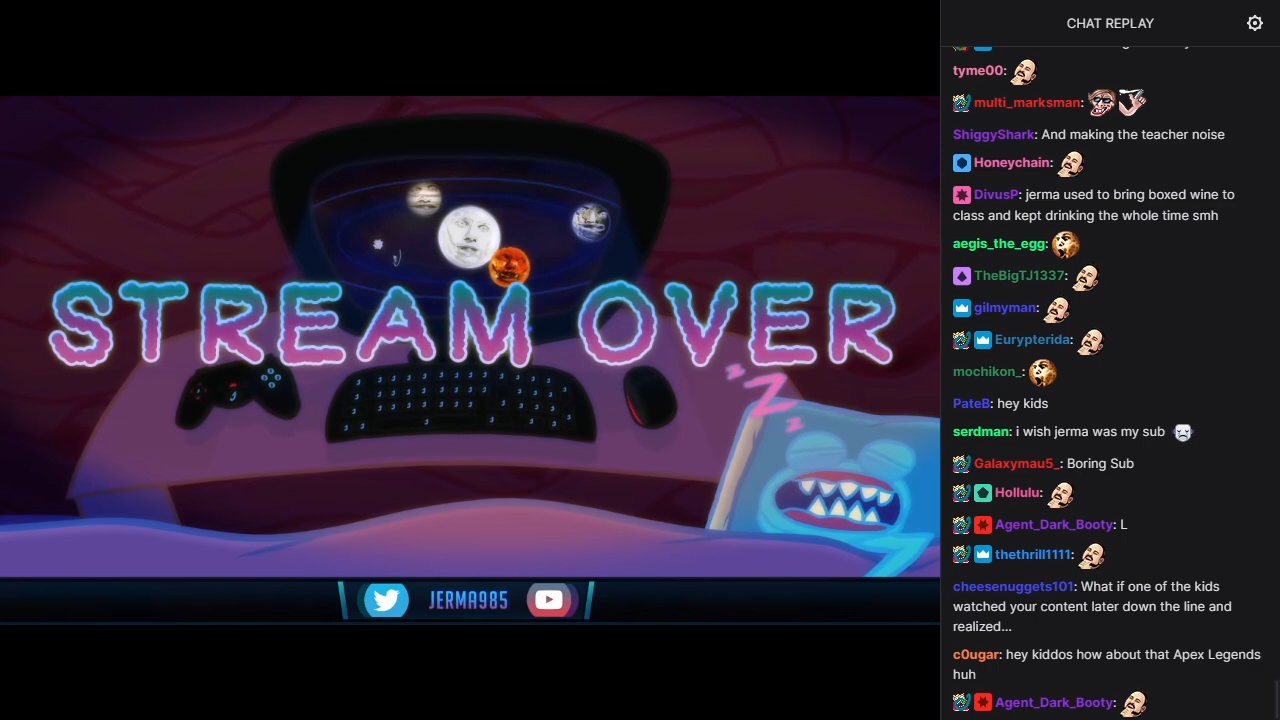 CHAT REPLAY
tyme00:
multi_marksman:
ShiggyShark: And making the teacher noise
Honeychain:
DivusP: jerma used to bring boxed wine to
class and kept drinking the whole time smh
aegis_the_egg:
TheBigTJ1337:
gilmyman:
Eurypterida:
mochikon_:
PateB: hey kids
serdman: i wish jerma was my sub
Galaxymau5_: Boring Sub
Hollulu:
Agent_Dark_Booty: L
thethrill1111:
cheesenuggets101: What if one of the kids
watched your content later down the line and
realized...
c0ugar: hey kiddos how about that Apex Legends
huh
Agent_Dark_Booty:
STREAM OVER
z Z z
JERMA985